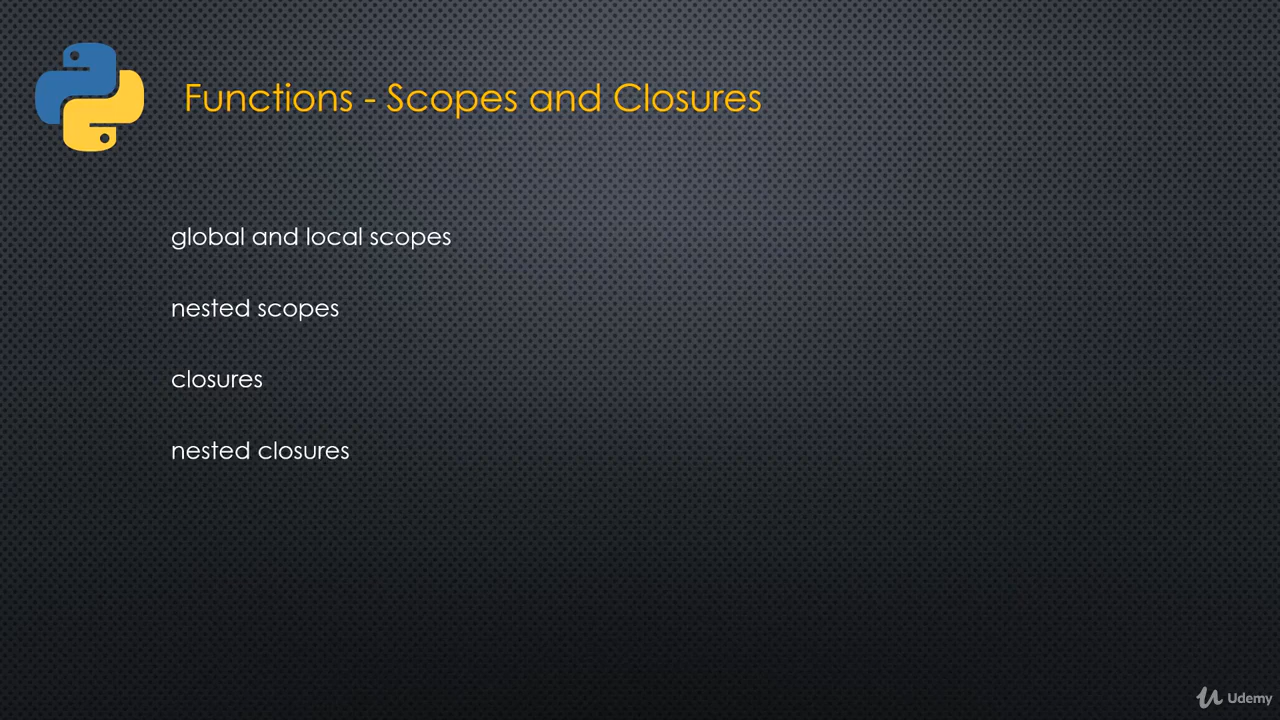 Functions - Scopes and Closures
global and local scopes
nested scopes
closures
nested closures
Udemy